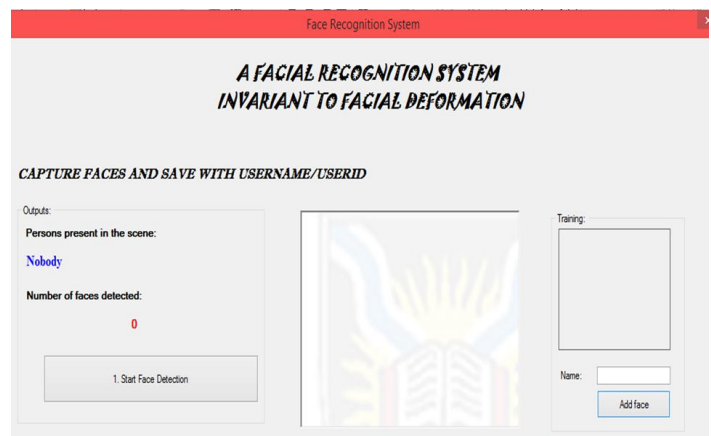 Face Recognition System
x
A FACIAL RECOGNITION SYSTEM
INVARIANT TO FACIAL DEFORMATION
CAPTURE FACES AND SAVE WITH USERNAME/USERID
Outputs:
Persons present in the scene:
Nobody
Number of faces detected:
0
1. Start Face Detection
Training:
Name:
Add face